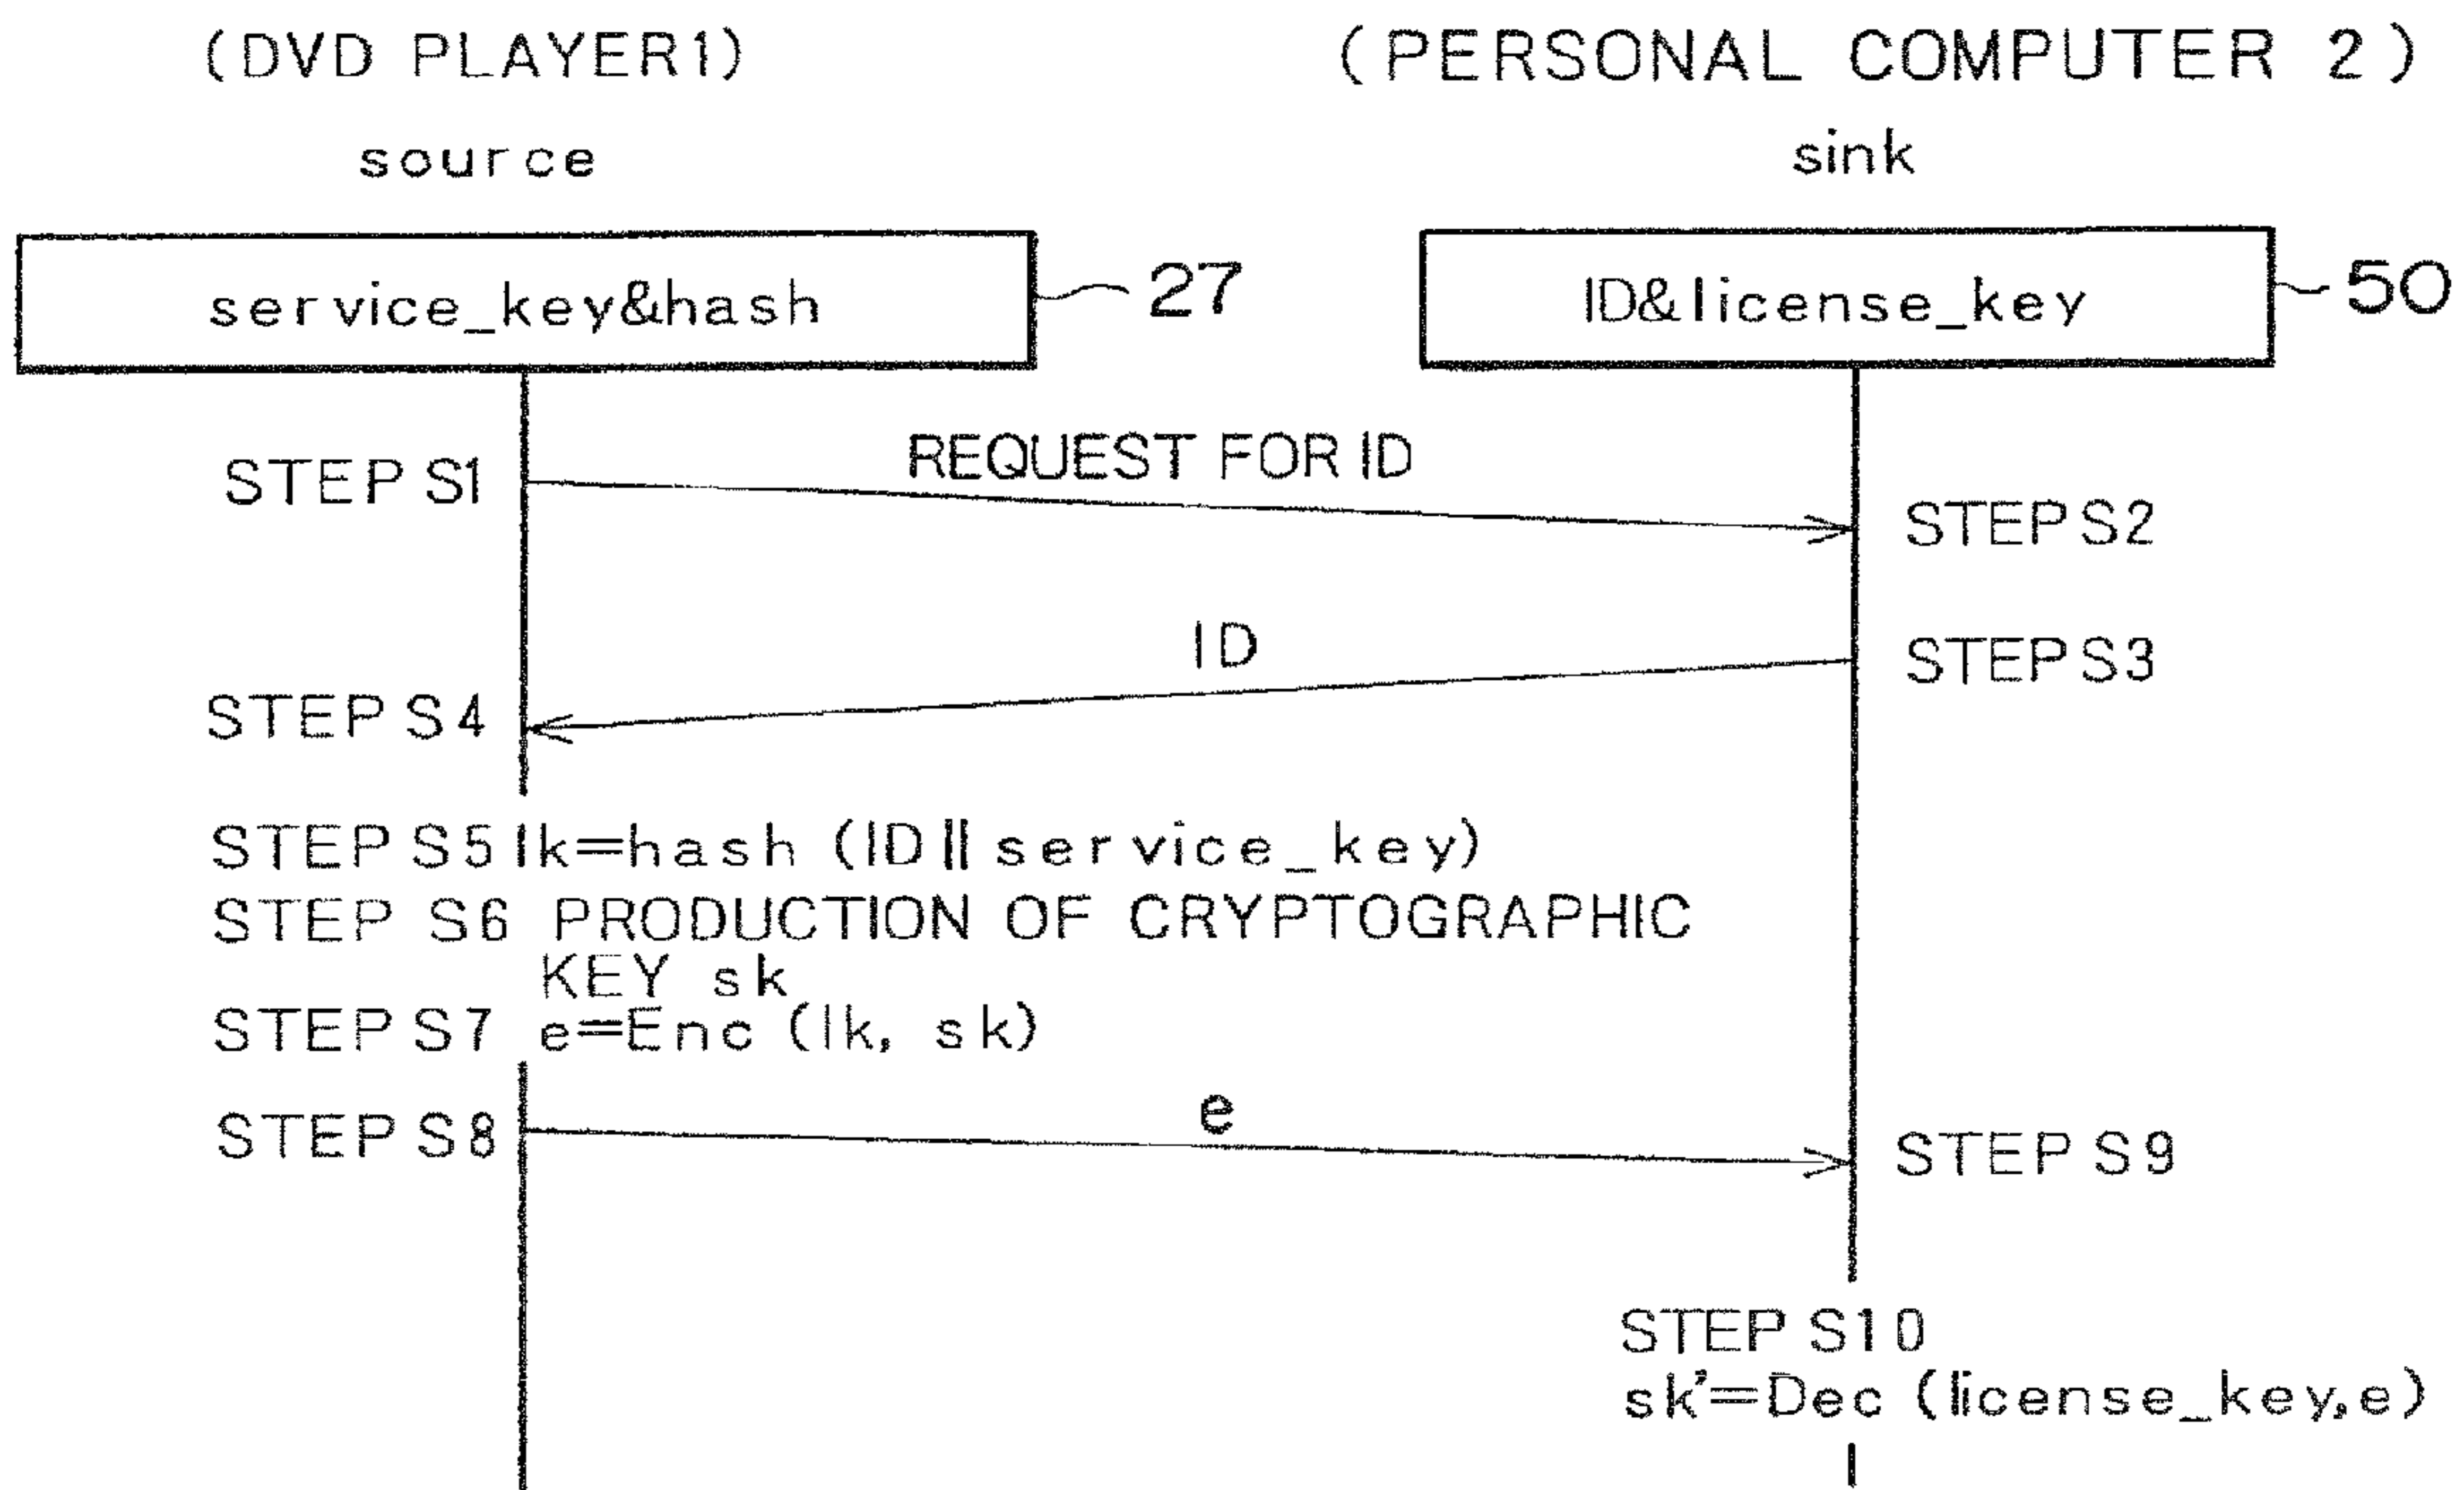 (DVD PLAYER1)
(PERSONAL COMPUTER 2)
source
sink
service_key&hash
27
ID&license_key
50
REQUEST FOR ID
STEP S1
STEP S2
ID
STEP S3
STEP S4
STEP S5 lk=hash (ID || service_key)
STEP S6 PRODUCTION OF CRYPTOGRAPHIC
KEY sk
STEP S7 e=Enc (lk, sk)
STEP S8
e
STEP S9
STEP S10
sk'=Dec (license_key,e)